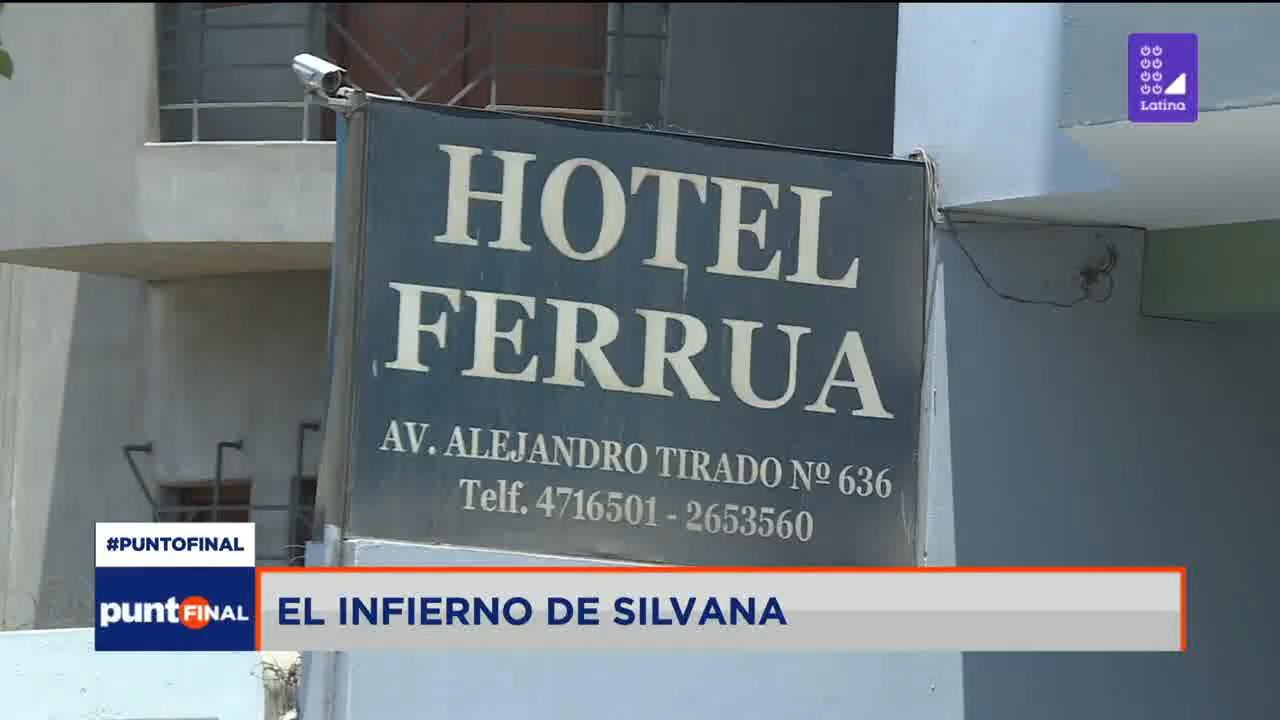 Latina
HOTEL
FERRUA
AV. ALEJANDRO TIRADO Nº 636
Telf. 4716501 - 2653560
#PUNTOFINAL
puntoFINAL
EL INFIERNO DE SILVANA